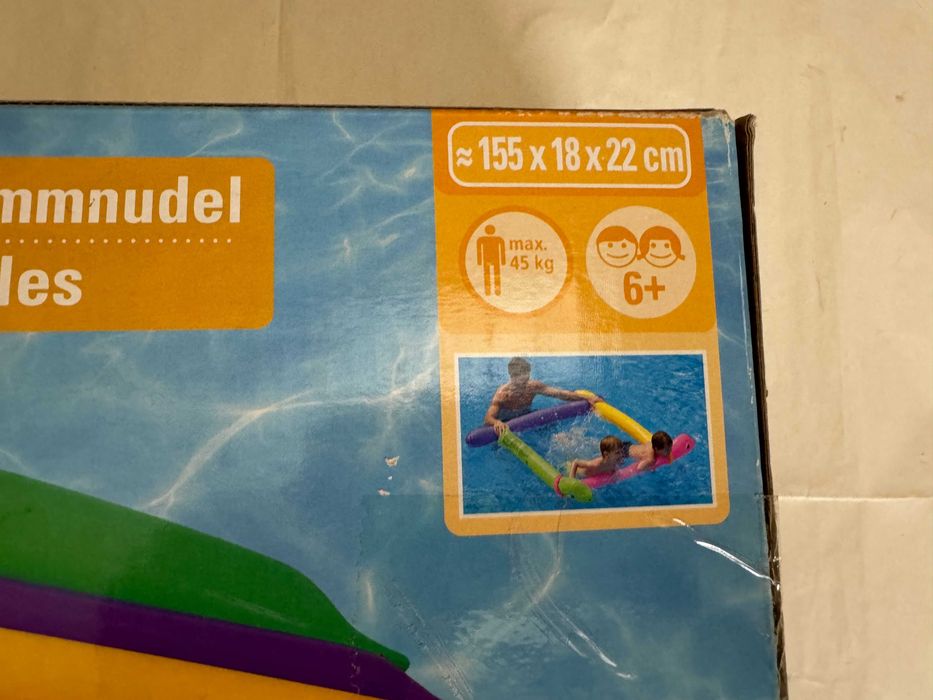 ≈ 155 x 18 x 22 cm
mmnudel
les
max.
45 kg
6+